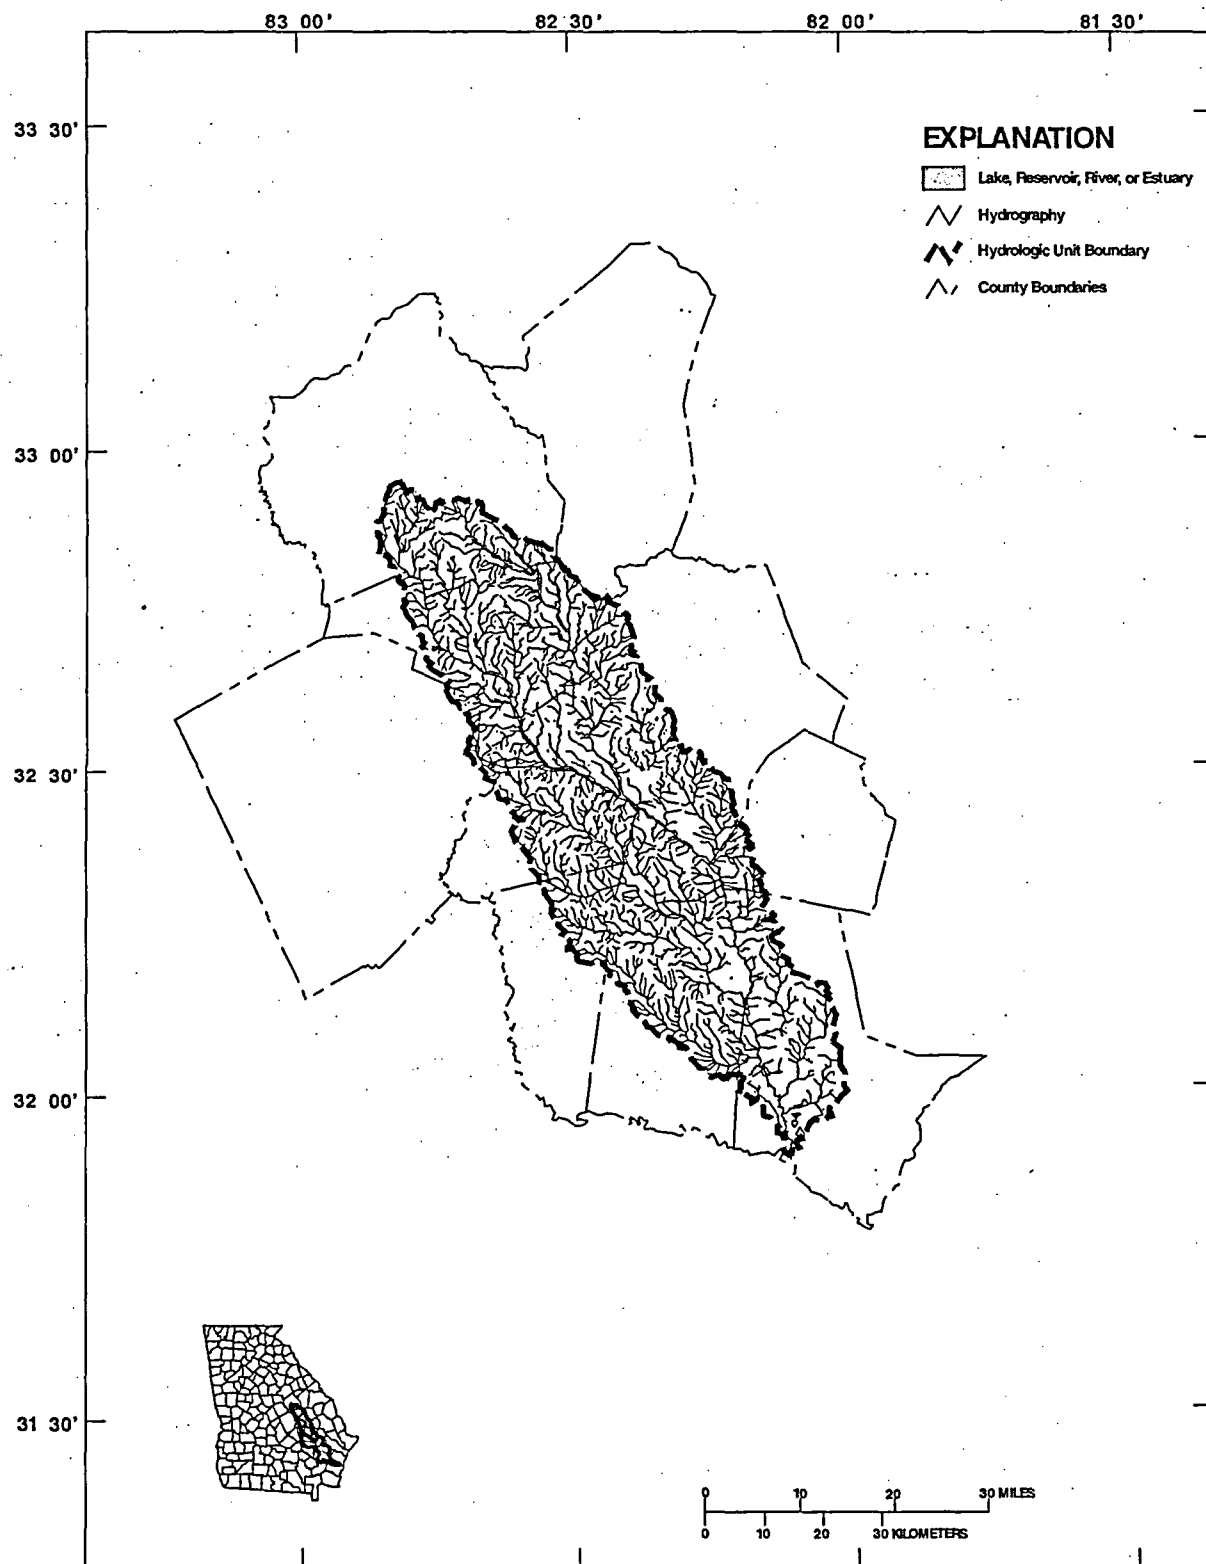 83 00'
82 30'
82 00'
81 30'
33 30'
EXPLANATION
Lake, Reservoir, River, or Estuary
Hydrography
Hydrologic Unit Boundary
County Boundaries
33 00'
32 30'
32 00'
31 30'
0 10 20 30 MILES
0 10 20 30 KILOMETERS